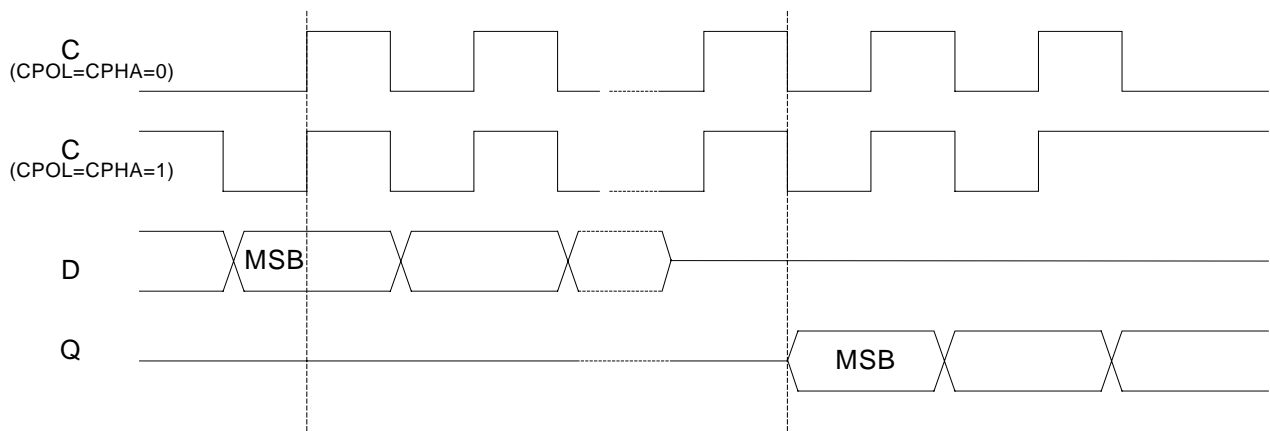 C
(CPOL=CPHA=0)
C
(CPOL=CPHA=1)
D
MSB
Q
MSB